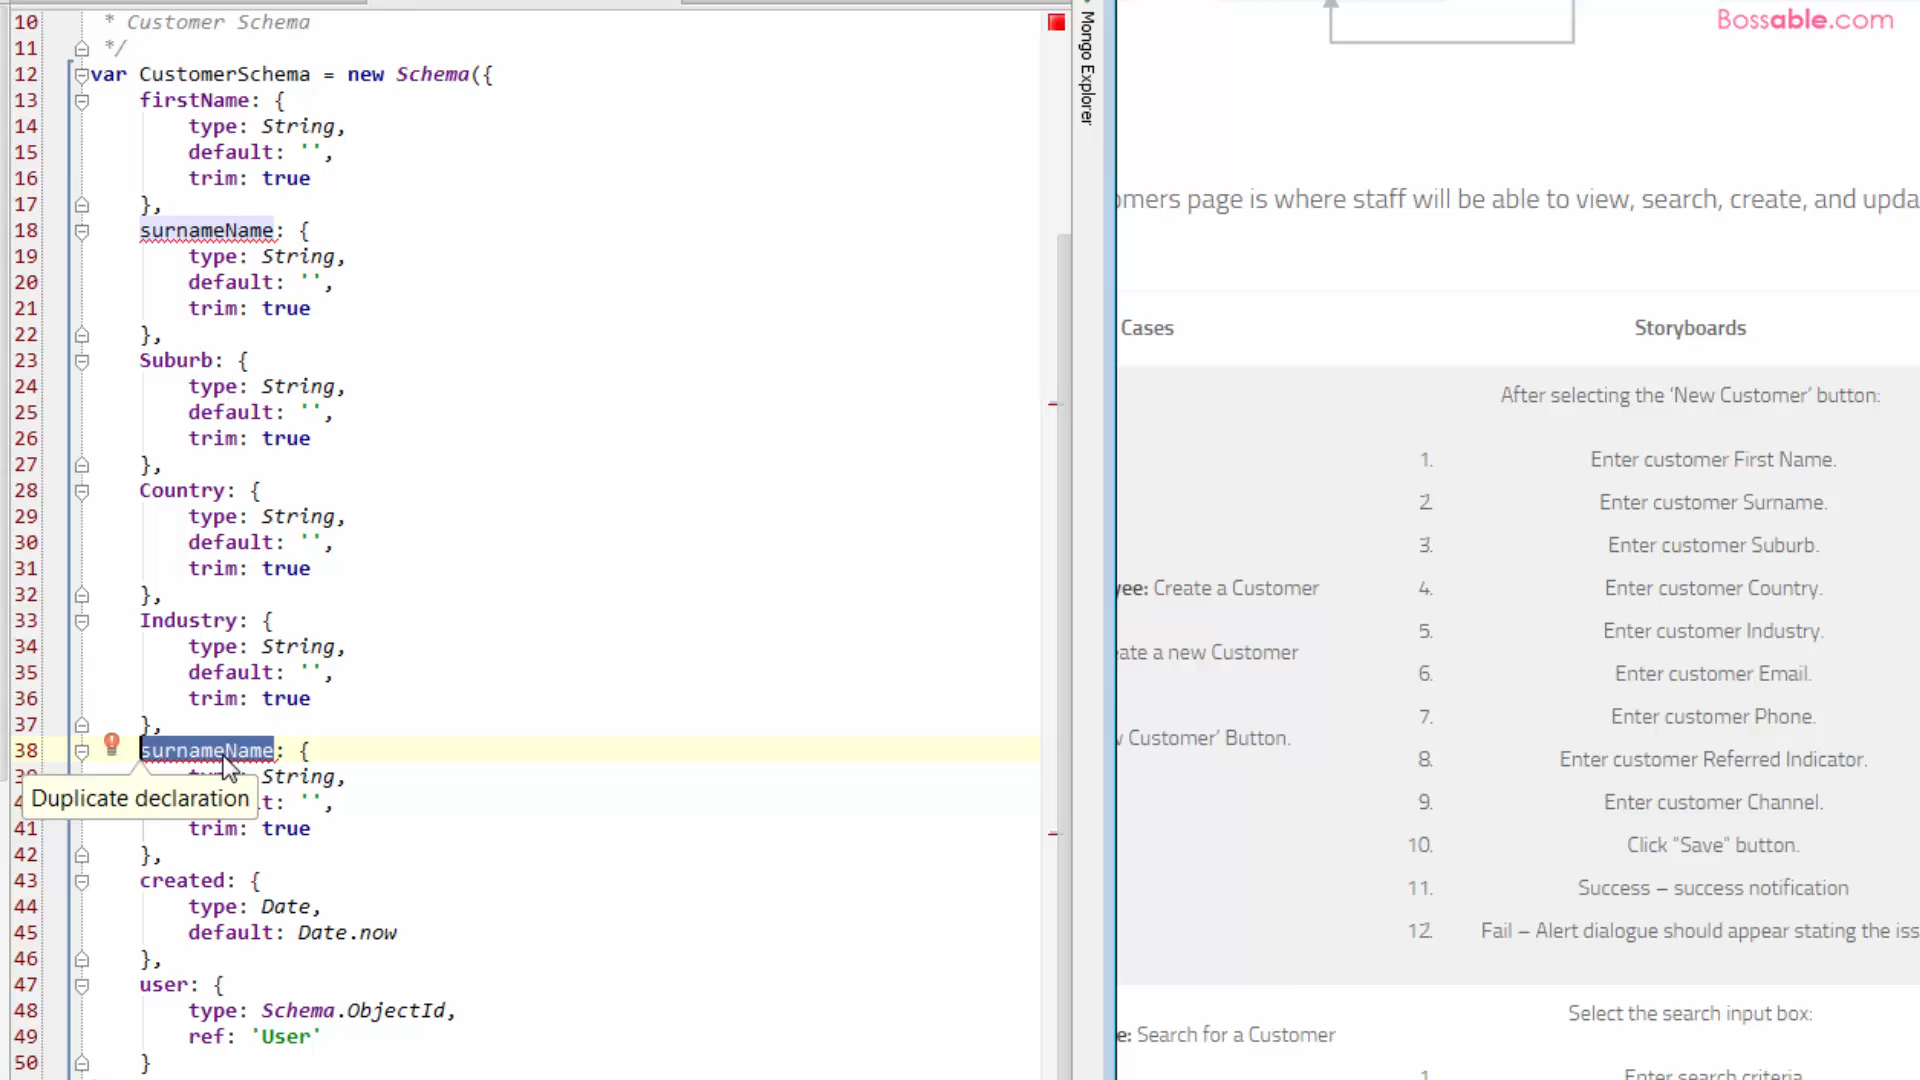 10 * Customer Schema
11 */
12 var CustomerSchema = new Schema({
13 firstName: {
14 type: String,
15 default: '',
16 trim: true
17 },
18 surnameName: {
19 type: String,
20 default: '',
21 trim: true
22 },
23 Suburb: {
24 type: String,
25 default: '',
26 trim: true
27 },
28 Country: {
29 type: String,
30 default: '',
31 trim: true
32 },
33 Industry: {
34 type: String,
35 default: '',
36 trim: true
37 },
38 surnameName: {
String,
Duplicate declaration
t: '',
41 trim: true
42 },
43 created: {
44 type: Date,
45 default: Date.now
46 },
47 user: {
48 type: Schema.ObjectId,
49 ref: 'User'
50 }
Mongo Explorer
Bossable.com
omers page is where staff will be able to view, search, create, and upda
Cases
Storyboards
After selecting the ‘New Customer’ button:
1. Enter customer First Name.
2. Enter customer Surname.
3. Enter customer Suburb.
4. Enter customer Country.
5. Enter customer Industry.
6. Enter customer Email.
7. Enter customer Phone.
8. Enter customer Referred Indicator.
9. Enter customer Channel.
10. Click “Save” button.
11. Success – success notification
12. Fail – Alert dialogue should appear stating the iss
yee: Create a Customer
eate a new Customer
Customer’ Button.
Select the search input box:
e: Search for a Customer
1. Enter search criteria